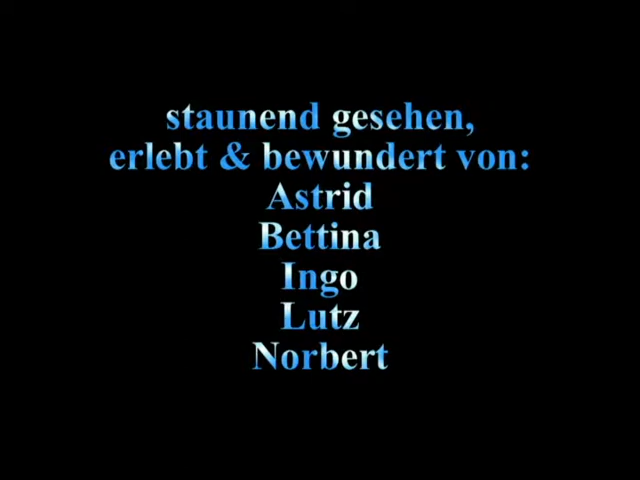 staunend gesehen,
erlebt & bewundert von:
Astrid
Bettina
Ingo
Lutz
Norbert